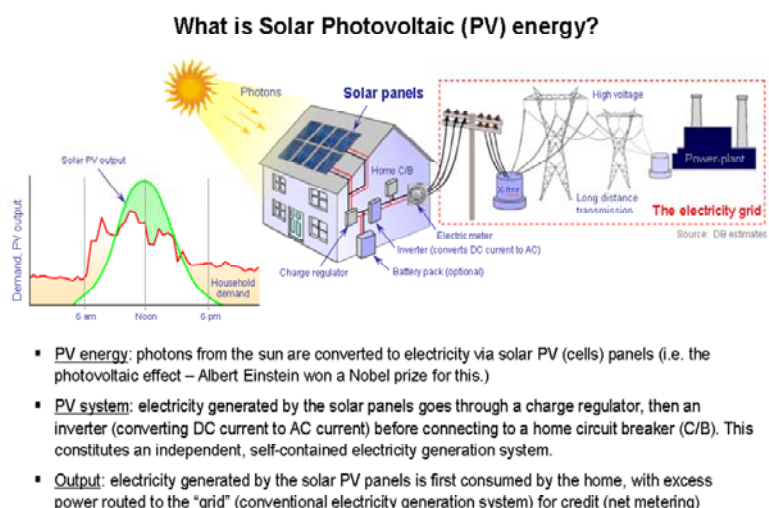 What is Solar Photovoltaic (PV) energy?
Photons
Solar panels
High voltage
Solar PV output
Home C/B
Power-plant
Long distance
transmission
The electricity grid
Source: DB estimates
Electric meter
Inverter (converts DC current to AC)
Charge regulator
Battery pack (optional)
Demand, PV output
Household
demand
6 am
Noon
6 pm
▪ PV energy: photons from the sun are converted to electricity via solar PV (cells) panels (i.e. the
photovoltaic effect – Albert Einstein won a Nobel prize for this.)
▪ PV system: electricity generated by the solar panels goes through a charge regulator, then an
inverter (converting DC current to AC current) before connecting to a home circuit breaker (C/B). This
constitutes an independent, self-contained electricity generation system.
▪ Output: electricity generated by the solar PV panels is first consumed by the home, with excess
power routed to the “grid” (conventional electricity generation system) for credit (net metering)